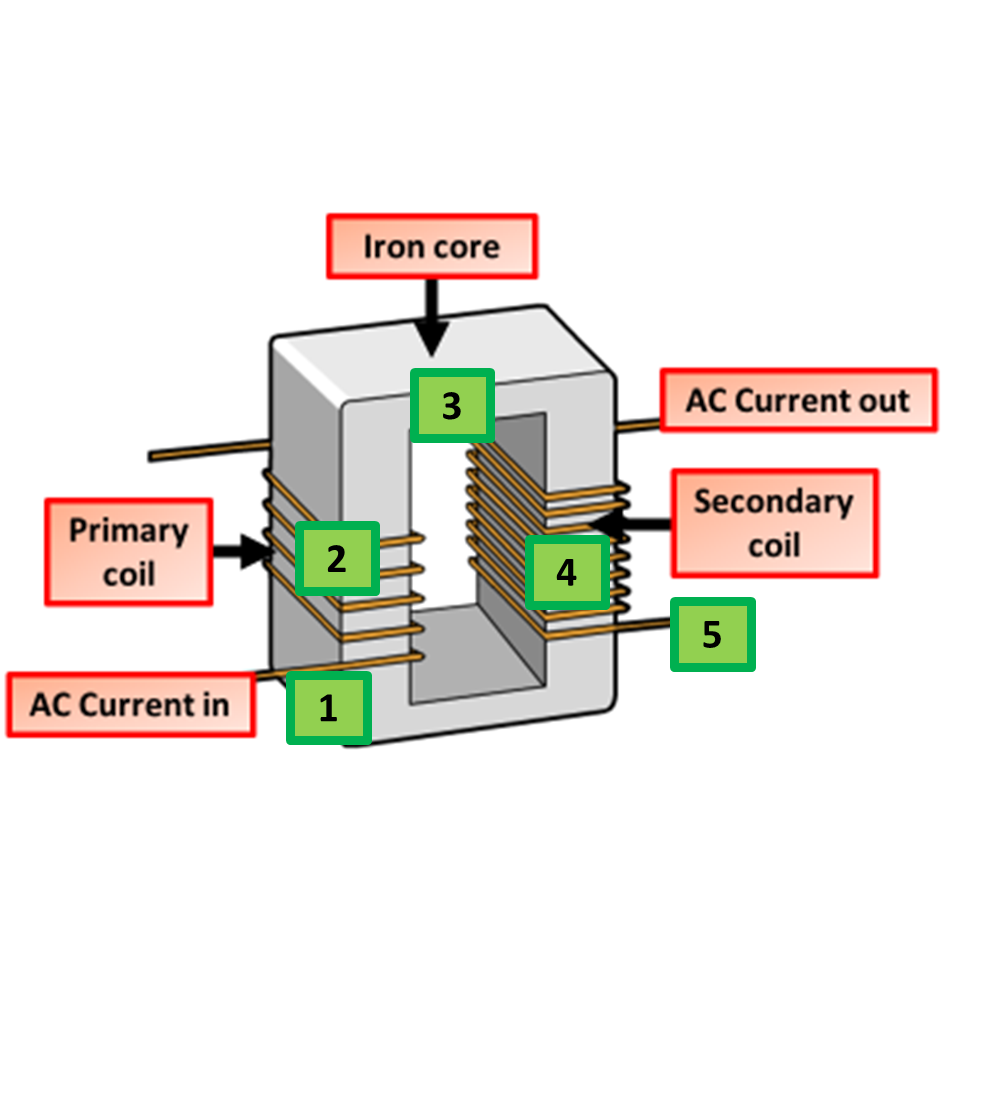 Iron core
3
AC Current out
Primary
coil
2
Secondary
coil
4
5
AC Current in
1